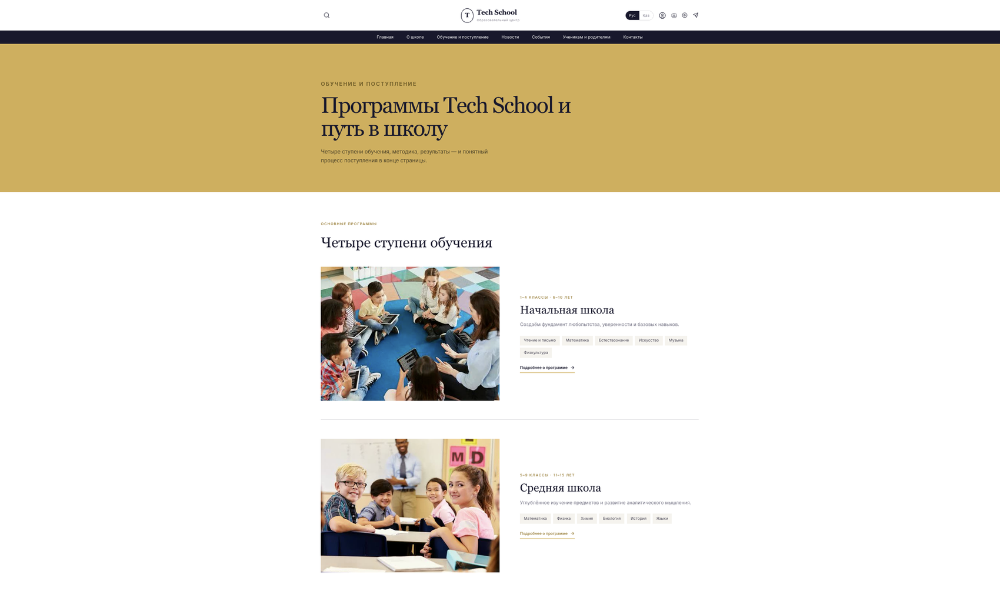 T
Tech School
Образовательный центр
Рус
Қаз
Главная
О школе
Обучение и поступление
Новости
События
Ученикам и родителям
Контакты
ОБУЧЕНИЕ И ПОСТУПЛЕНИЕ
Программы Tech School и
путь в школу
Четыре ступени обучения, методика, результаты — и понятный
процесс поступления в конце страницы.
ОСНОВНЫЕ ПРОГРАММЫ
Четыре ступени обучения
1–4 КЛАССЫ · 6–10 ЛЕТ
Начальная школа
Создаём фундамент любопытства, уверенности и базовых навыков.
Чтение и письмо
Математика
Естествознание
Искусство
Музыка
Физкультура
Подробнее о программе →
M D
5–9 КЛАССЫ · 11–15 ЛЕТ
Средняя школа
Углублённое изучение предметов и развитие аналитического мышления.
Математика
Физика
Химия
Биология
История
Языки
Подробнее о программе →